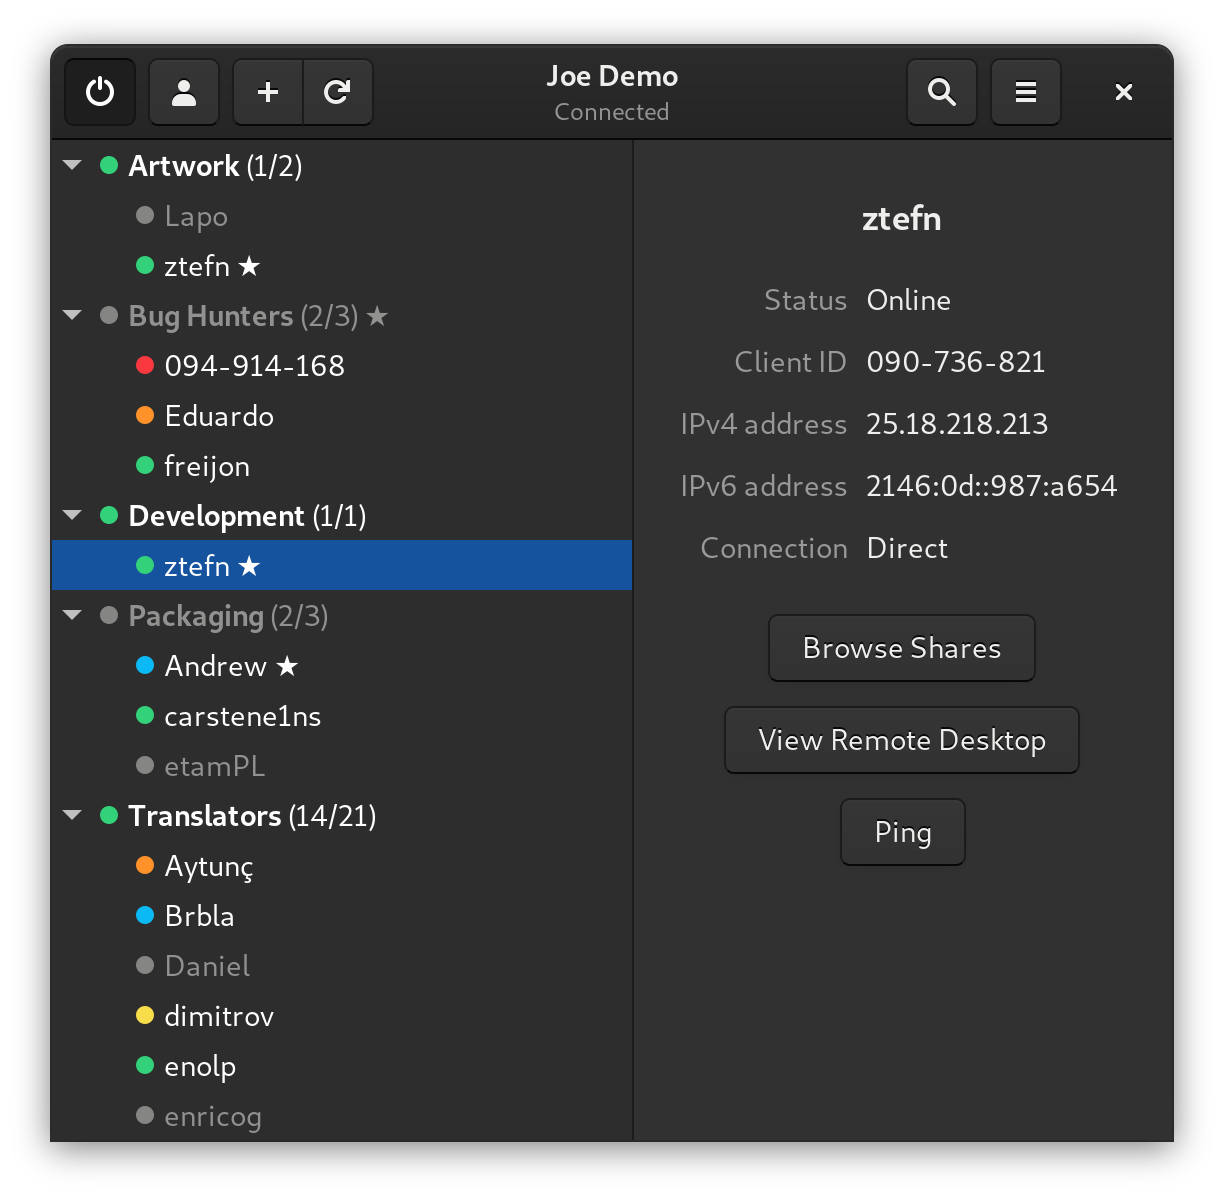 Joe Demo
Connected
Artwork (1/2)
Lapo
ztefn ★
Bug Hunters (2/3) ★
094-914-168
Eduardo
freijon
Development (1/1)
ztefn ★
Packaging (2/3)
Andrew ★
carstene1ns
etamPL
Translators (14/21)
Aytunç
Brbla
Daniel
dimitrov
enolp
enricog
ztefn
Status Online
Client ID 090-736-821
IPv4 address 25.18.218.213
IPv6 address 2146:0d::987:a654
Connection Direct
Browse Shares
View Remote Desktop
Ping